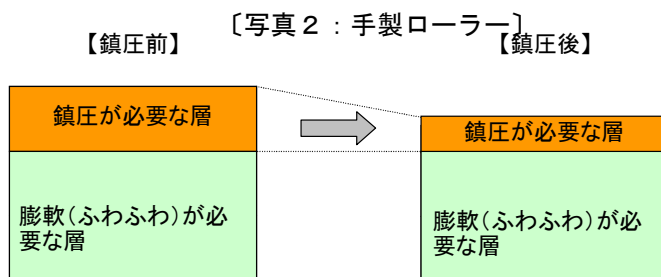 〔写真2：手製ローラー〕
【鎮圧前】
【鎮圧後】
鎮圧が必要な層
鎮圧が必要な層
膨軟（ふわふわ）が必
要な層
膨軟（ふわふわ）が必
要な層